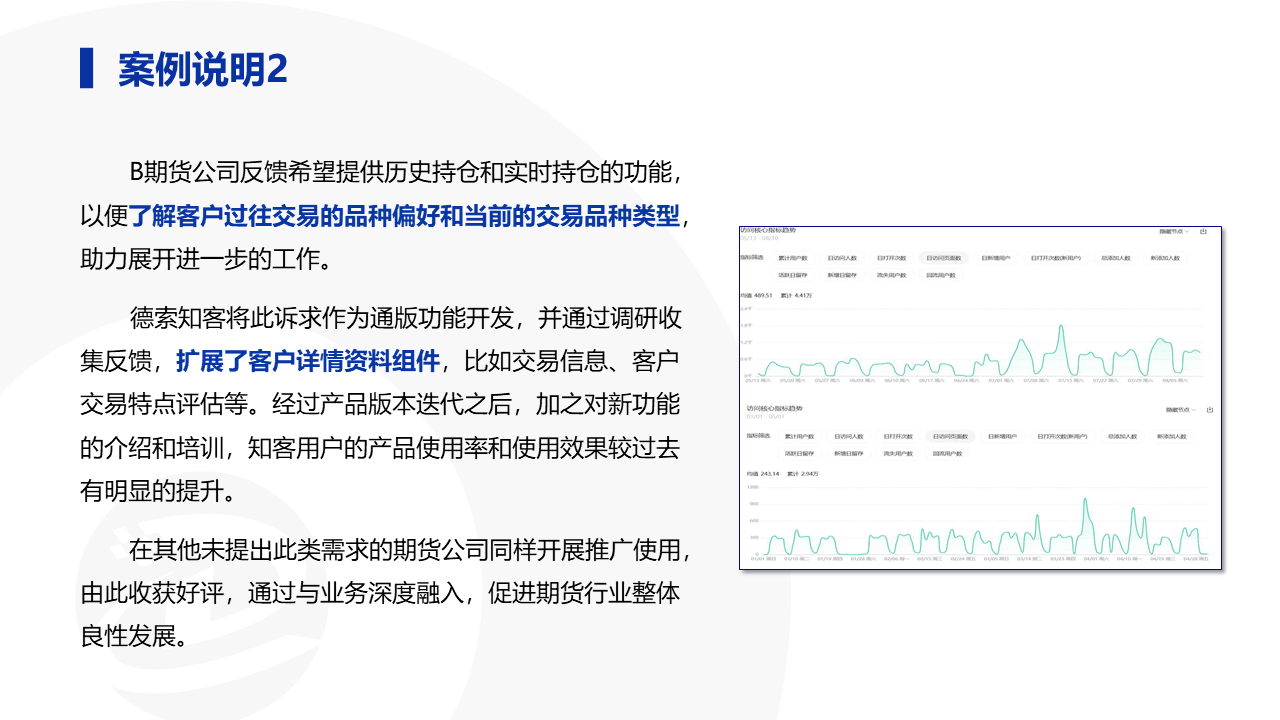 案例说明2
B期货公司反馈希望提供历史持仓和实时持仓的功能，
以便了解客户过往交易的品种偏好和当前的交易品种类型，
助力展开进一步的工作。
德索知客将此诉求作为通版功能开发，并通过调研收
集反馈，扩展了客户详情资料组件，比如交易信息、客户
交易特点评估等。经过产品版本迭代之后，加之对新功能
的介绍和培训，知客用户的产品使用率和使用效果较过去
有明显的提升。
在其他未提出此类需求的期货公司同样开展推广使用，
由此收获好评，通过与业务深度融入，促进期货行业整体
良性发展。
访问核心指标趋势 隐藏节点
05/13 - 08/10
指标筛选 累计用户数 日访问人数 日打开次数 日访问页面数 日新增用户 日打开次数(新用户) 总添加人数 新添加人数
活跃日留存 新增日留存 流失用户数 回流用户数
均值 489.51 累计 4.41万
访问核心指标趋势 隐藏节点
指标筛选 累计用户数 日访问人数 日打开次数 日访问页面数 日新增用户 日打开次数(新用户) 总添加人数 新添加人数
活跃日留存 新增日留存 流失用户数 回流用户数
均值 243.14 累计 2.94万
1200
900
600
300
0